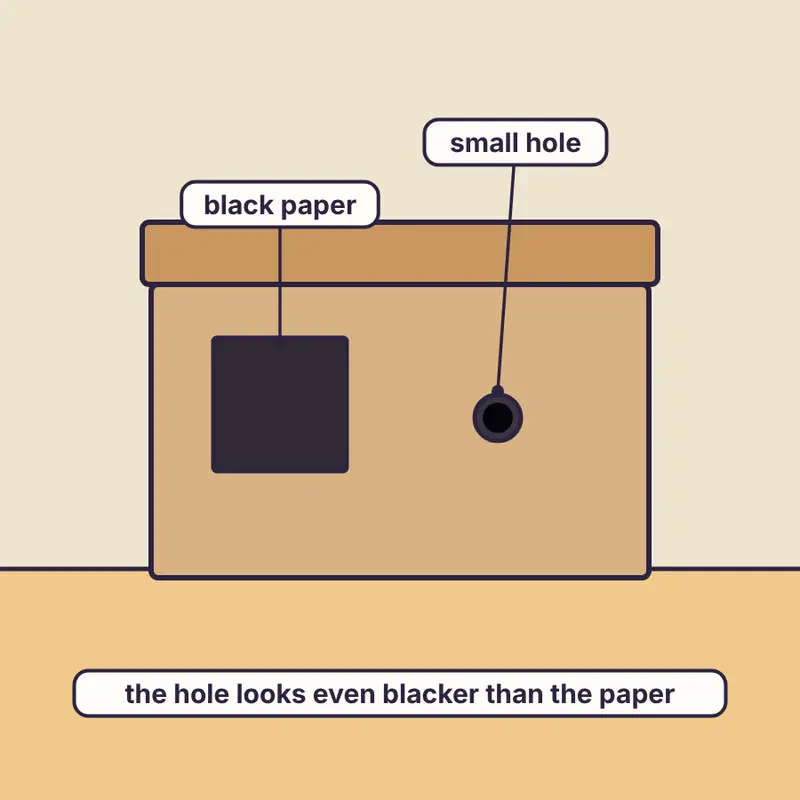 small hole
black paper
the hole looks even blacker than the paper